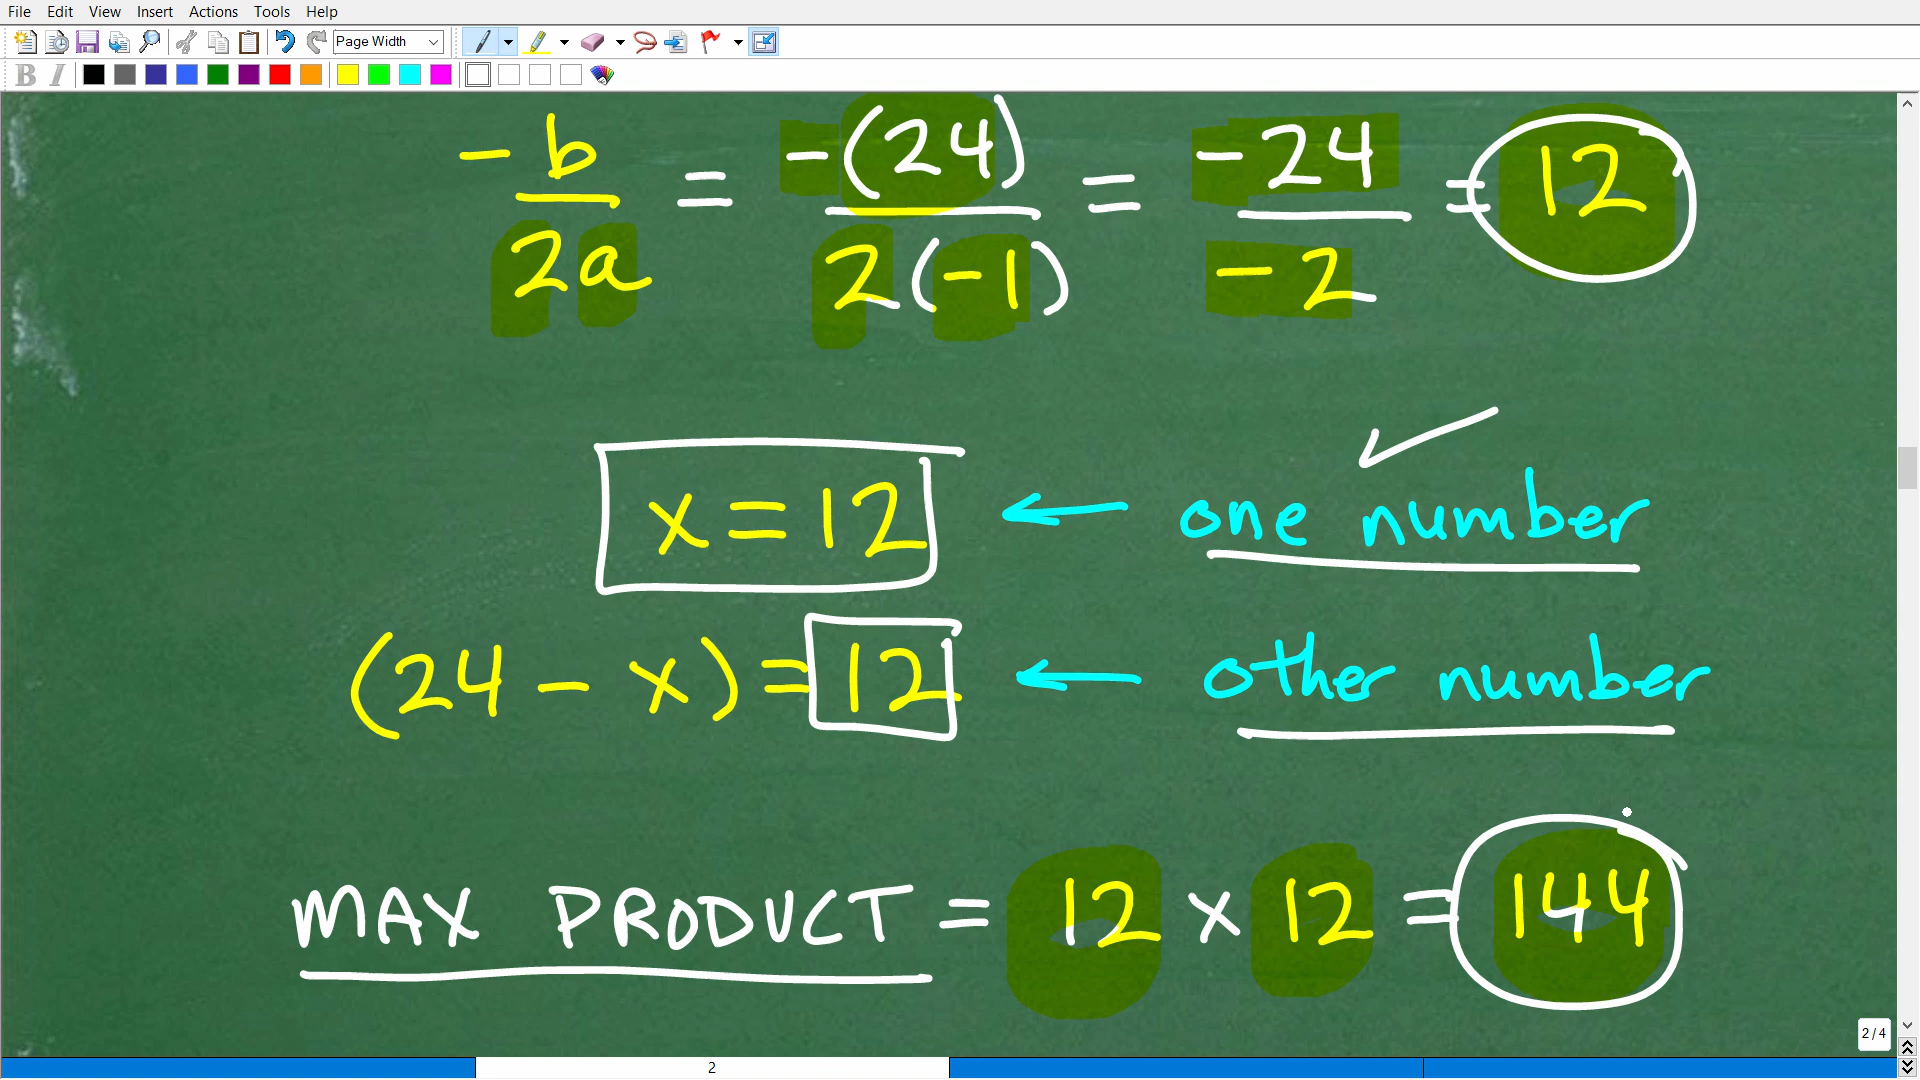 File Edit View Insert Actions Tools Help
Page Width
B I
-b/2a = -(24)/2(-1) = -24/-2 = 12
x = 12 ← one number
(24 - x) = 12 ← other number
MAX PRODUCT = 12 x 12 = 144
2 / 4
2